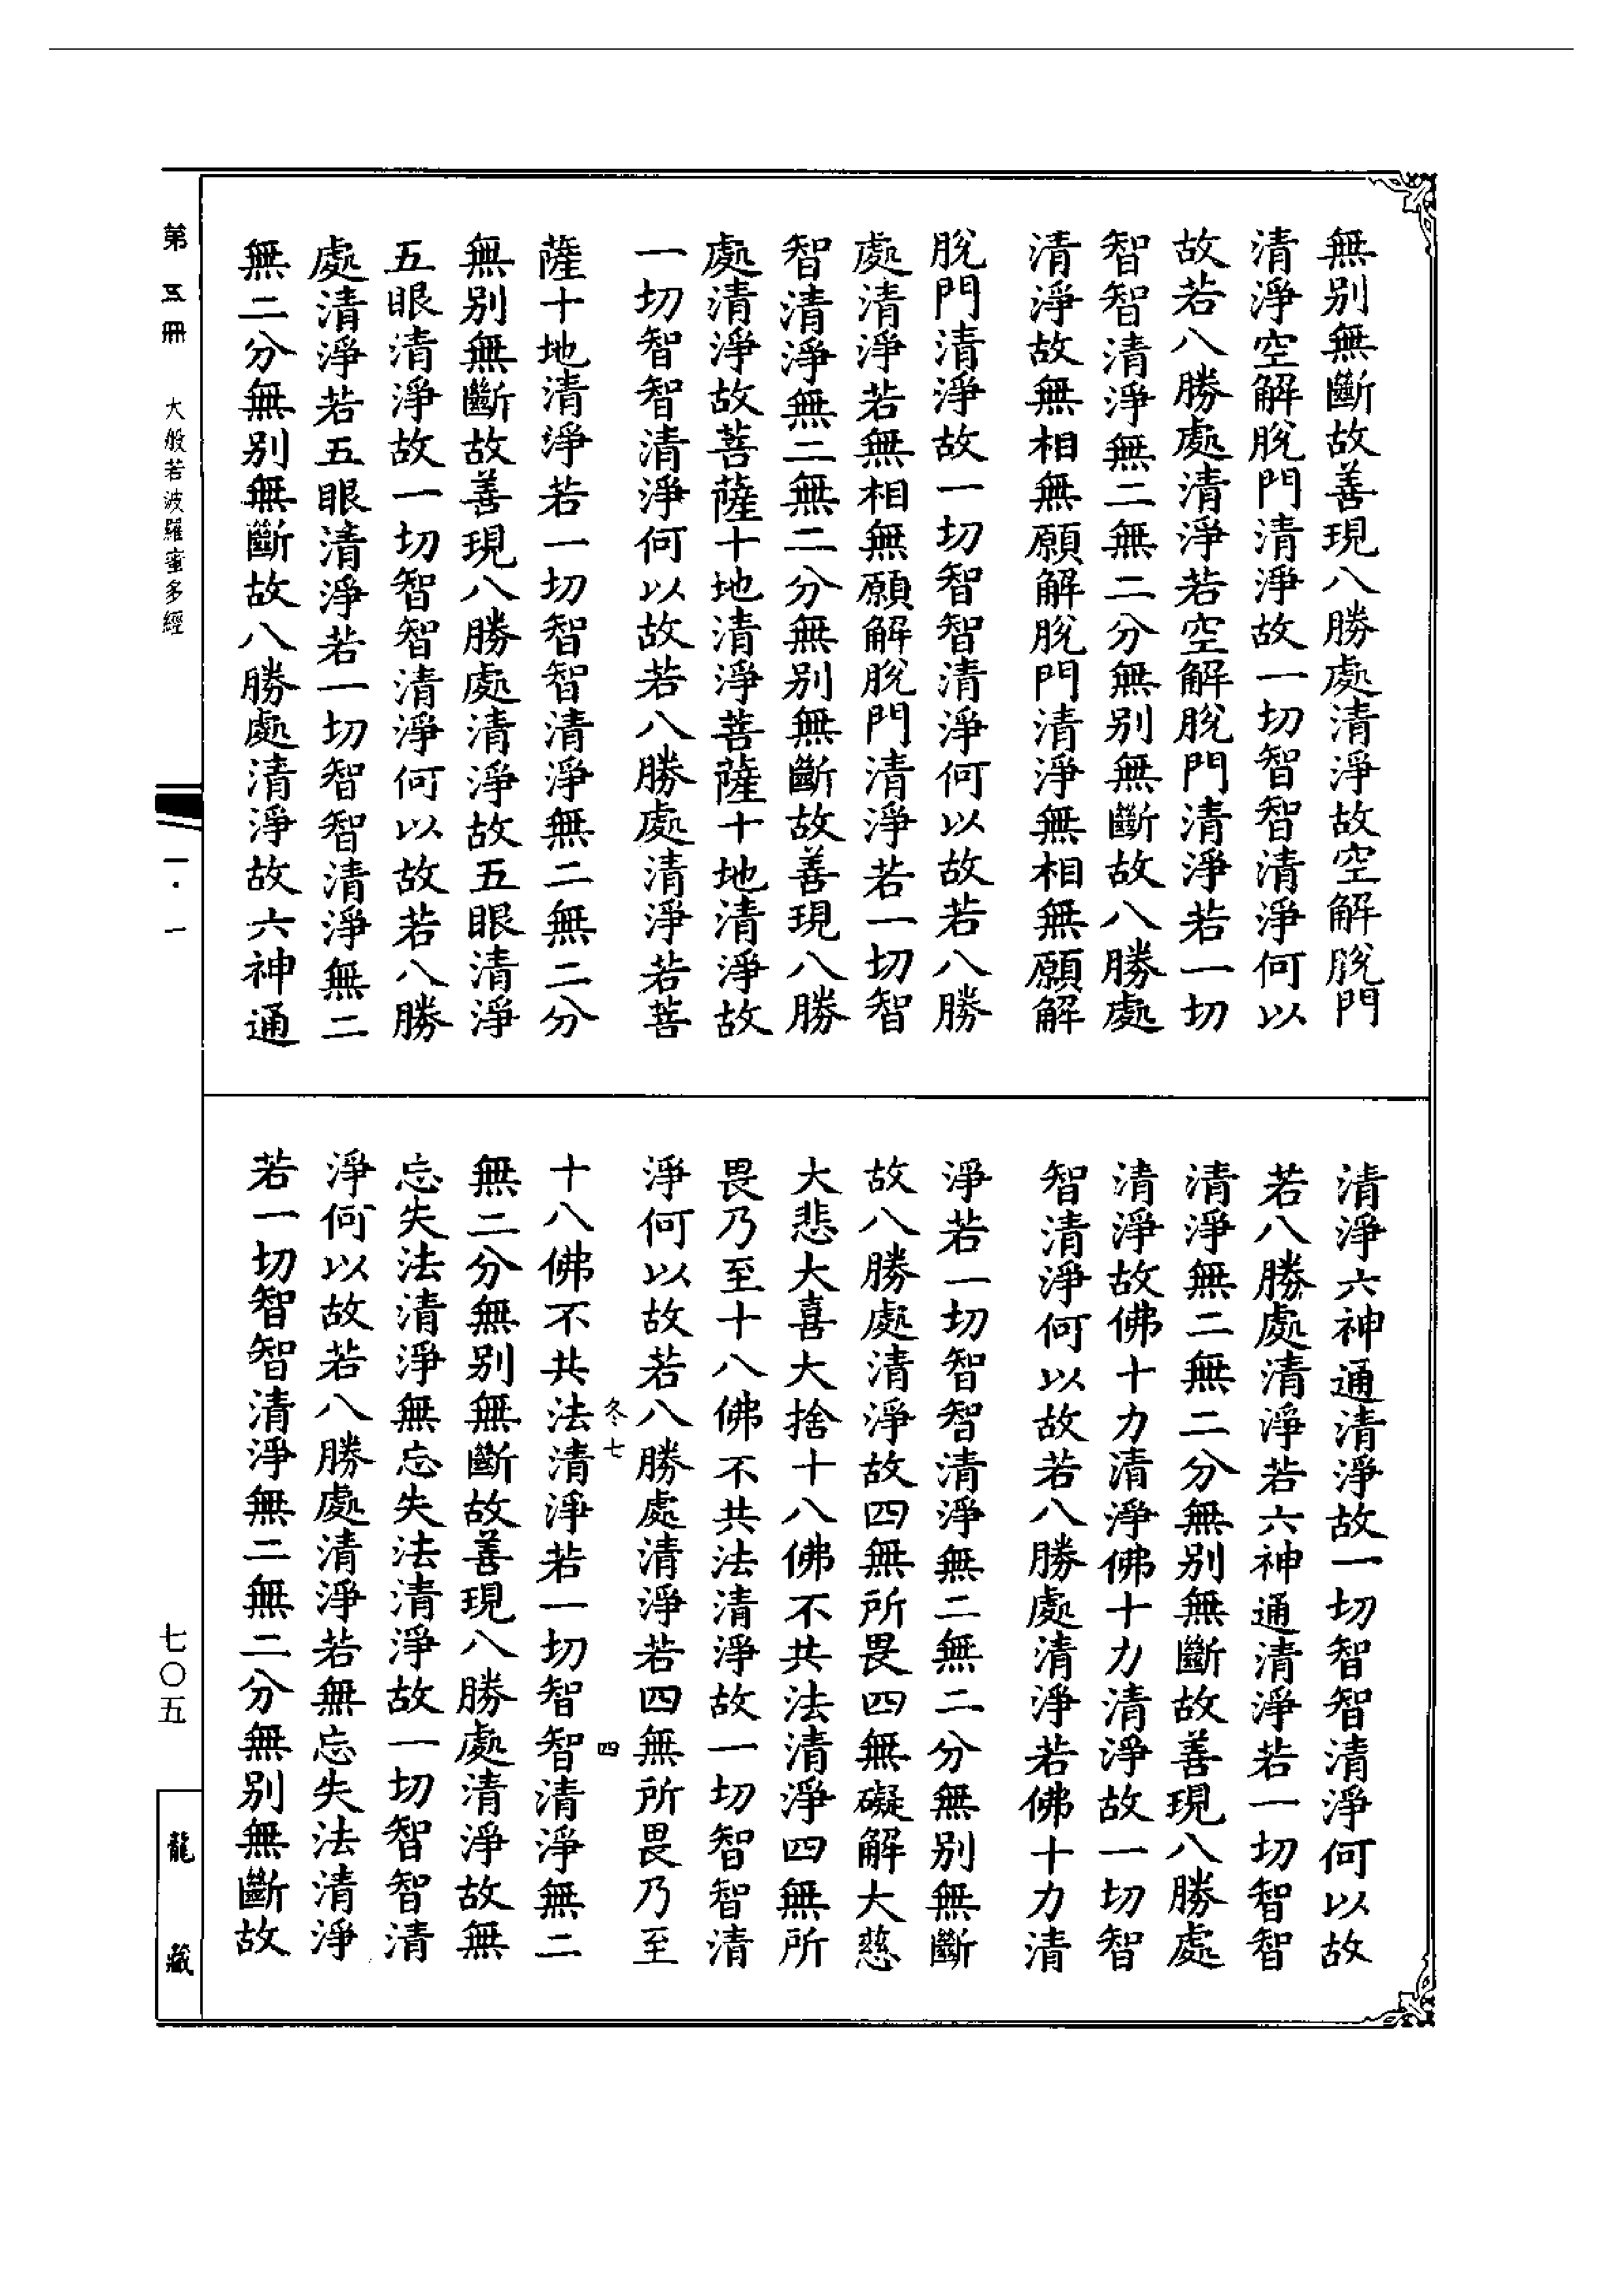 無別無斷故善現八勝處清淨故空解脫門
清淨空解脫門清淨故一切智智清淨何以
故若八勝處清淨若空解脫門清淨若一切
智智清淨無二無二分無別無斷故八勝處
清淨故無相無願解脫門清淨無相無願解
脫門清淨故一切智智清淨何以故若八勝
處清淨若無相無願解脫門清淨若一切智
智清淨無二無二分無別無斷故善現八勝
處清淨故菩薩十地清淨菩薩十地清淨故
一切智智清淨何以故若八勝處清淨若菩
薩十地清淨若一切智智清淨無二無二分
無別無斷故善現八勝處清淨故五眼清淨
五眼清淨故一切智智清淨何以故若八勝
處清淨若五眼清淨若一切智智清淨無二
無二分無別無斷故八勝處清淨故六神通
清淨六神通清淨故一切智智清淨何以故
若八勝處清淨若六神通清淨若一切智智
清淨無二無二分無別無斷故善現八勝處
清淨故佛十力清淨佛十力清淨故一切智
智清淨何以故若八勝處清淨若佛十力清
淨若一切智智清淨無二無二分無別無斷
故八勝處清淨故四無所畏四無礙解大慈
大悲大喜大捨十八佛不共法清淨四無所
畏乃至十八佛不共法清淨故一切智智清
淨何以故若八勝處清淨若四無所畏乃至
冬七 四
十八佛不共法清淨若一切智智清淨無二
無二分無別無斷故善現八勝處清淨故無
忘失法清淨無忘失法清淨故一切智智清
淨何以故若八勝處清淨若無忘失法清淨
若一切智智清淨無二無二分無別無斷故
第五冊 大般若波羅蜜多經 一·一 七〇五 龍藏